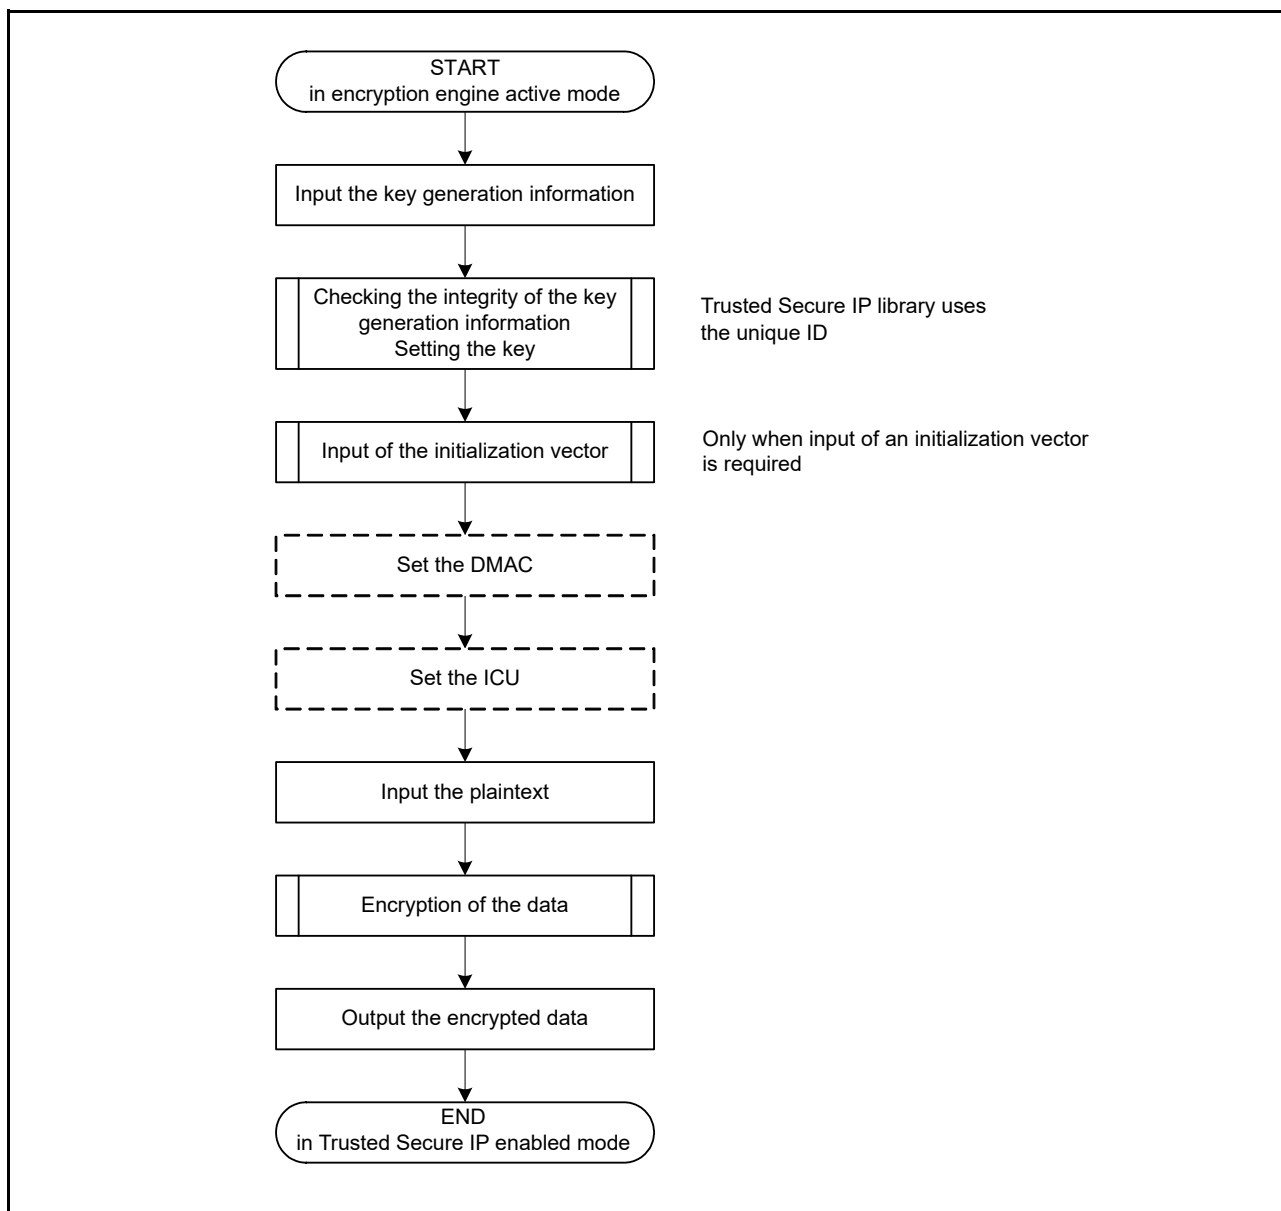 START
in encryption engine active mode
Input the key generation information
Checking the integrity of the key
generation information
Setting the key
Trusted Secure IP library uses
the unique ID
Input of the initialization vector
Only when input of an initialization vector
is required
Set the DMAC
Set the ICU
Input the plaintext
Encryption of the data
Output the encrypted data
END
in Trusted Secure IP enabled mode